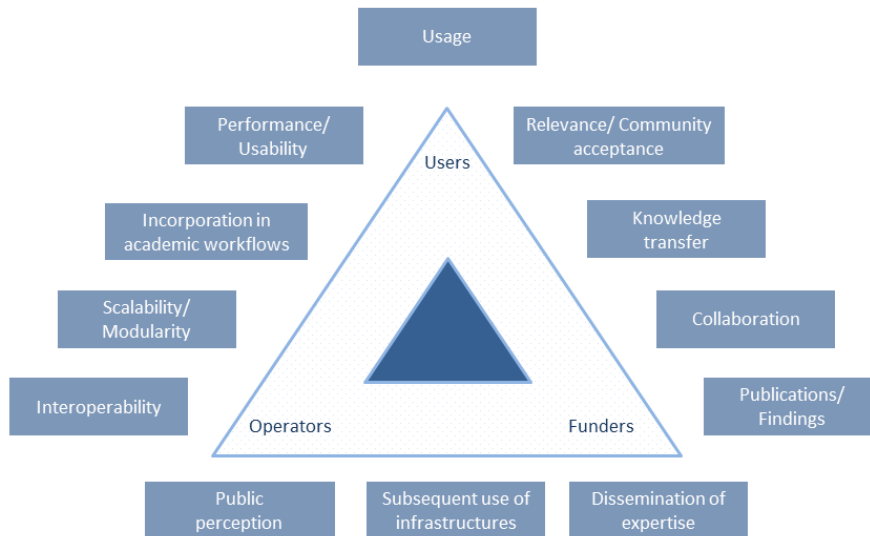 Usage
Performance/
Usability
Relevance/ Community
acceptance
Users
Incorporation in
academic workflows
Knowledge
transfer
Scalability/
Modularity
Collaboration
Interoperability
Publications/
Findings
Operators
Funders
Public
perception
Subsequent use of
infrastructures
Dissemination of
expertise